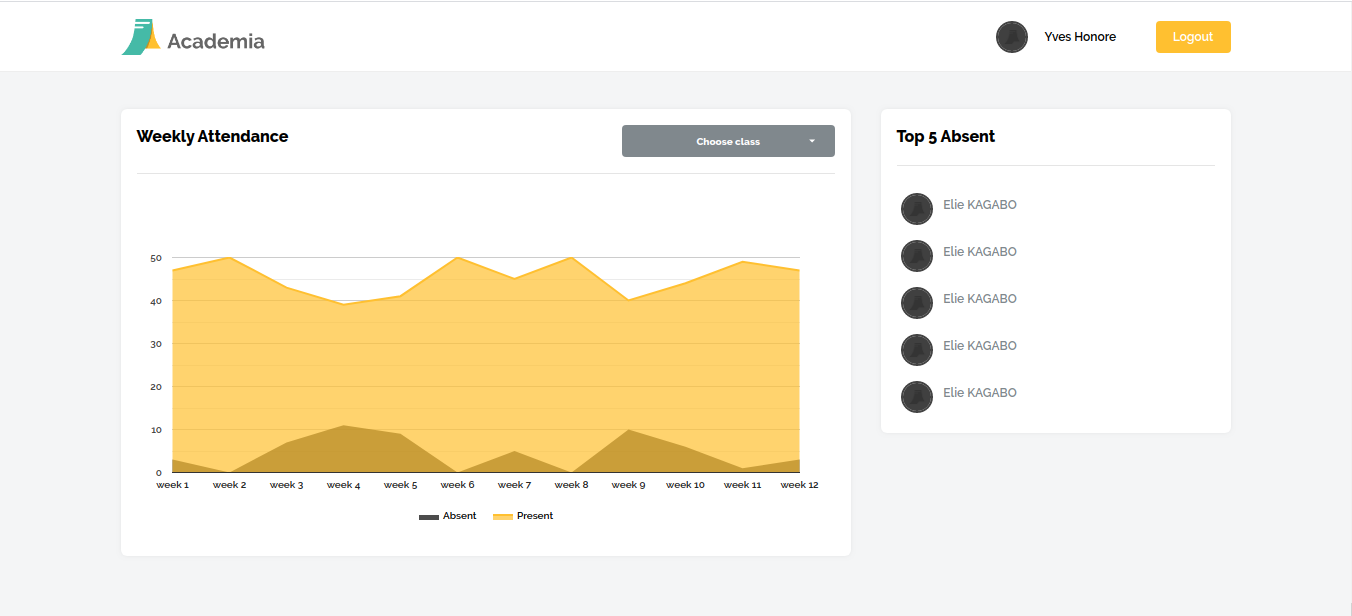 Academia
Yves Honore
Logout
Weekly Attendance
Choose class
Top 5 Absent
Elie KAGABO
Elie KAGABO
Elie KAGABO
Elie KAGABO
Elie KAGABO
50
40
30
20
10
0
week 1 week 2 week 3 week 4 week 5 week 6 week 7 week 8 week 9 week 10 week 11 week 12
Absent Present